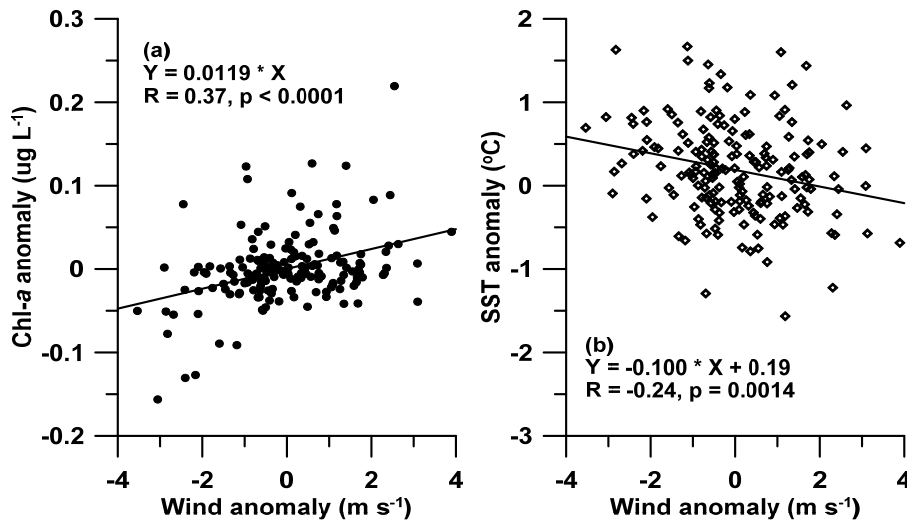 0.3
0.2
0.1
0
-0.1
-0.2
Chl-a anomaly (ug L-1)
(a)
Y = 0.0119 * X
R = 0.37, p < 0.0001
-4 -2 0 2 4
Wind anomaly (m s-1)
2
1
0
-1
-2
-3
SST anomaly (oC)
(b)
Y = -0.100 * X + 0.19
R = -0.24, p = 0.0014
-4 -2 0 2 4
Wind anomaly (m s-1)